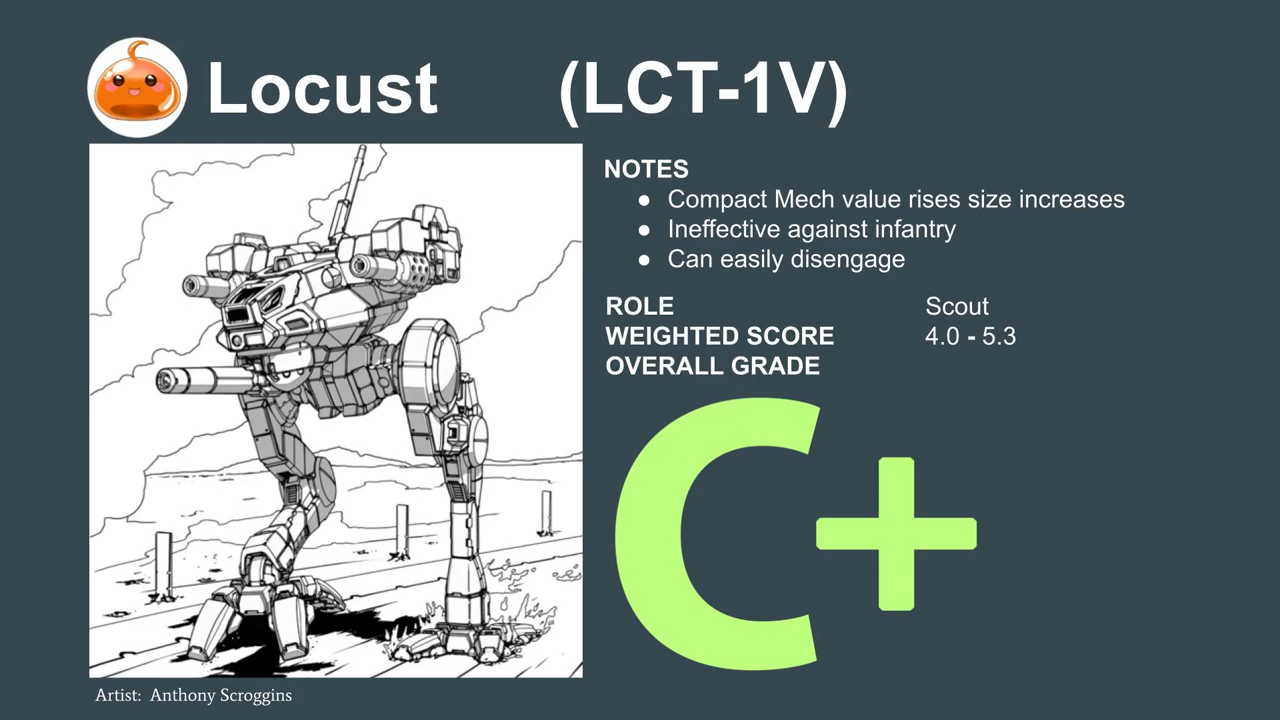 Locust (LCT-1V)
NOTES
● Compact Mech value rises size increases
● Ineffective against infantry
● Can easily disengage
ROLE Scout
WEIGHTED SCORE 4.0 - 5.3
OVERALL GRADE
C+
Artist: Anthony Scroggins